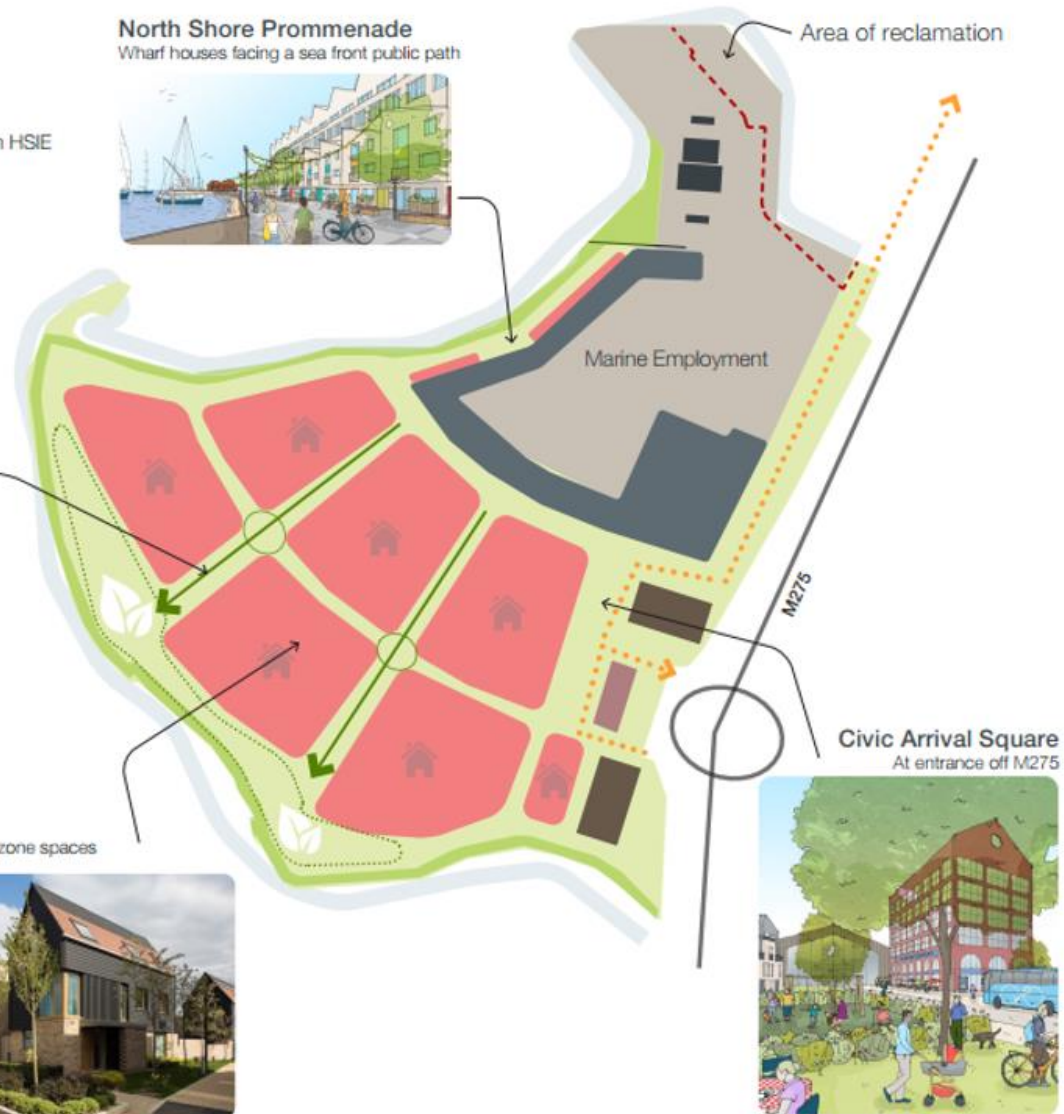 North Shore Prommenade
Wharf houses facing a sea front public path
Area of reclamation
HSIE
Marine Employment
M275
Civic Arrival Square
At entrance off M275
zone spaces